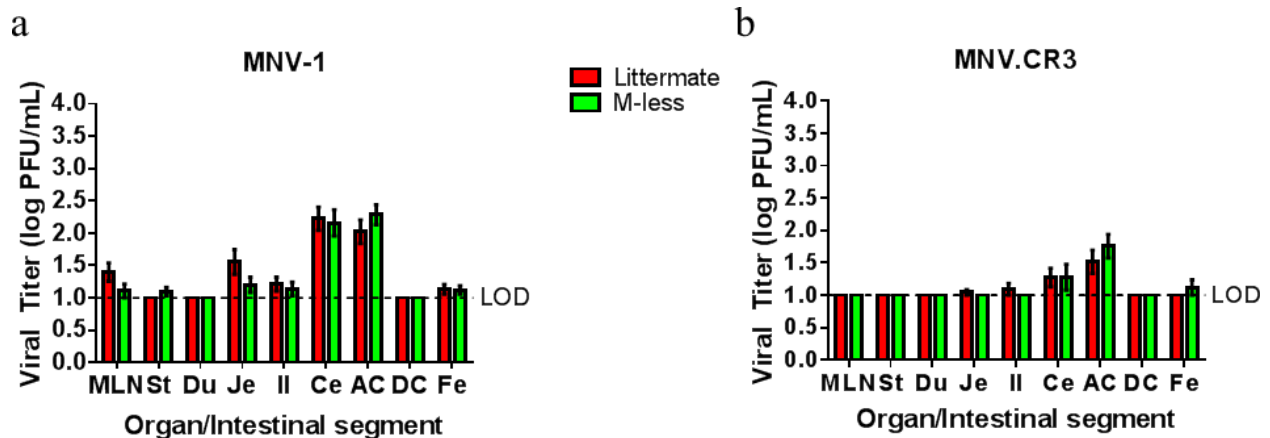 a
MNV-1
Viral Titer (log PFU/mL)
4.0
3.5
3.0
2.5
2.0
1.5
1.0
0.5
0.0
LOD
MLN St Du Je Il Ce AC DC Fe
Organ/Intestinal segment
Littermate
M-less
b
MNV.CR3
Viral Titer (log PFU/mL)
4.0
3.5
3.0
2.5
2.0
1.5
1.0
0.5
0.0
LOD
MLN St Du Je Il Ce AC DC Fe
Organ/Intestinal segment